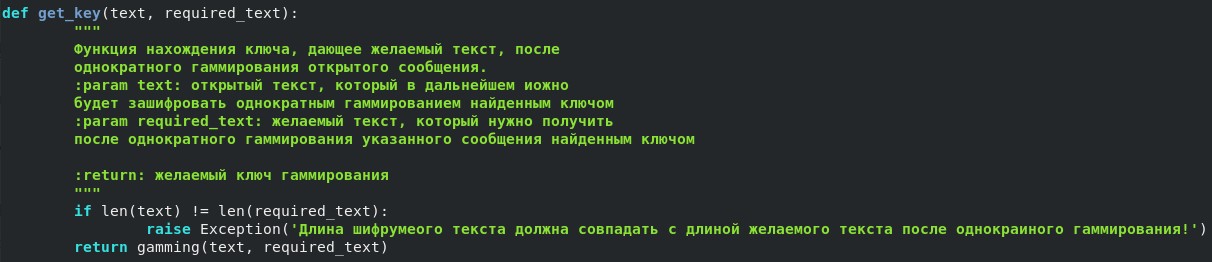 def get_key(text, required_text):
"""
Функция нахождения ключа, дающее желаемый текст, после
однократного гаммирования открытого сообщения.
:param text: открытый текст, который в дальнейшем иожно
будет зашифровать однократным гаммированием найденным ключом
:param required_text: желаемый текст, который нужно получить
после однократного гаммирования указанного сообщения найденным ключом
:return: желаемый ключ гаммирования
"""
if len(text) != len(required_text):
raise Exception('Длина шифрумеого текста должна совпадать с длиной желаемого текста после однокраиного гаммирования!')
return gamming(text, required_text)